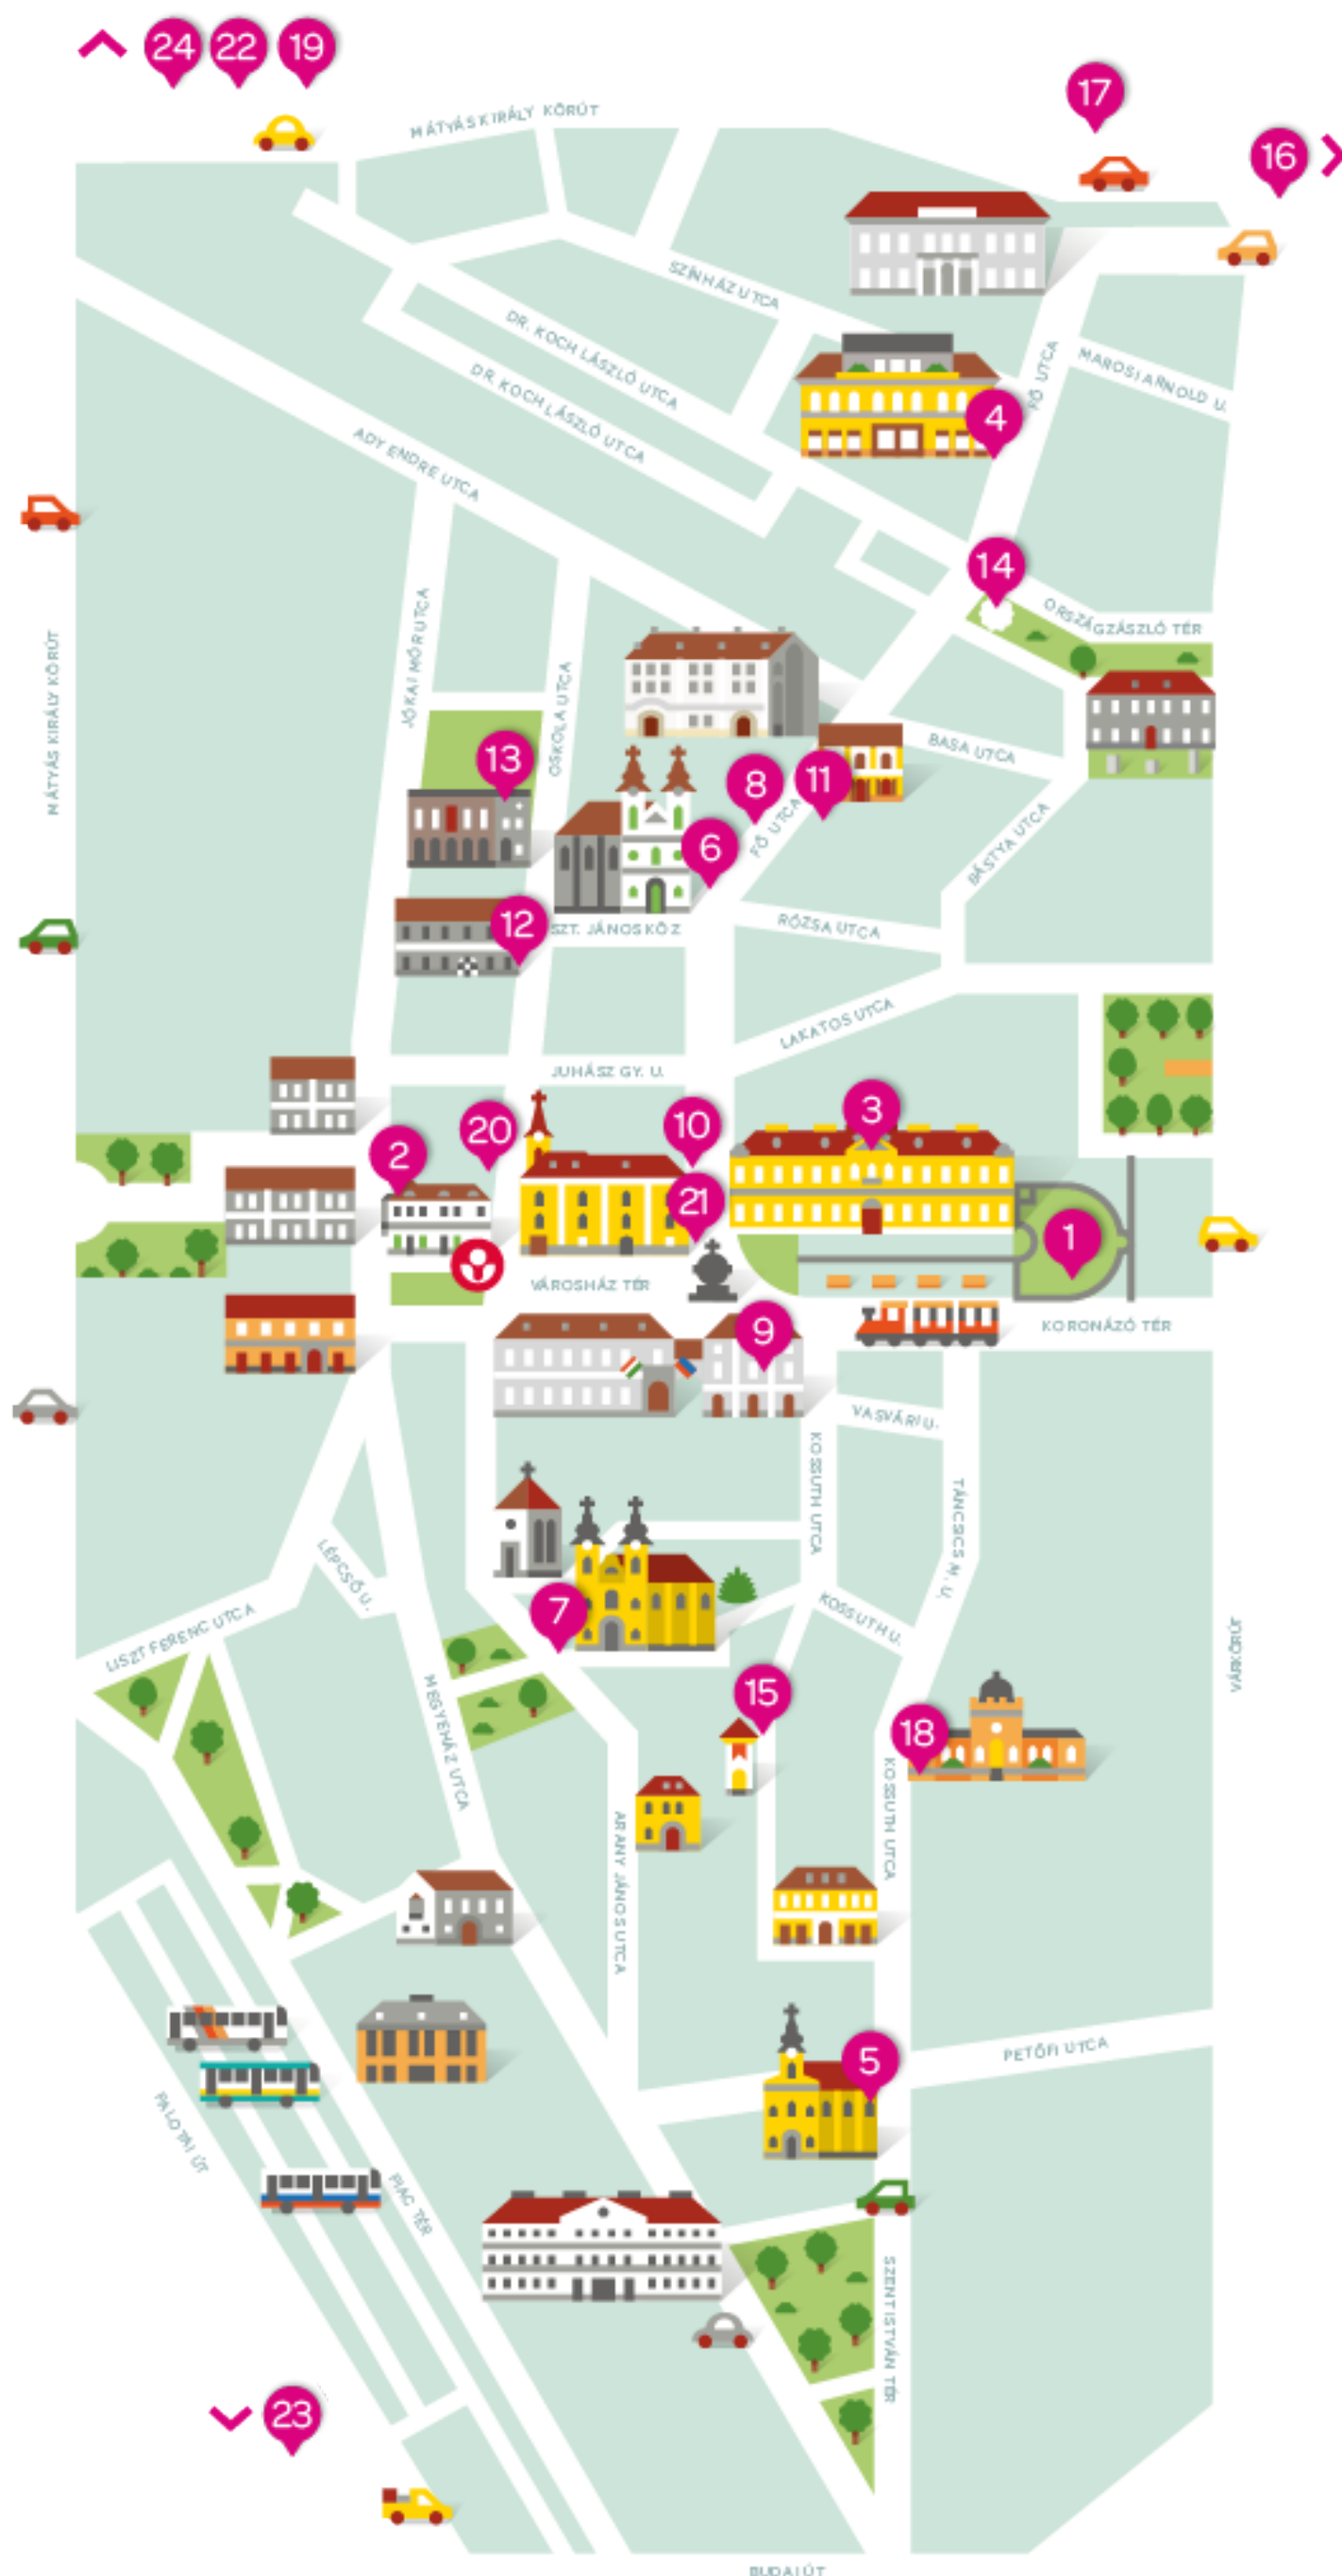 24 22 19
17
16
MÁTYÁS KIRÁLY KÖRÚT
SZÍNHÁZ UTCA
DR. KOCH LÁSZLÓ UTCA
DR. KOCH LÁSZLÓ UTCA
FŐ UTCA
MAROSI ARNOLD U.
4
ADY ENDRE UTCA
14
ORSZÁGZÁSZLÓ TÉR
MÁTYÁS KIRÁLY KÖRÚT
JÓKAI MÓR UTCA
OSKOLA UTCA
13
8
11
BASA UTCA
6
FŐ UTCA
BÁSTYA UTCA
12
SZT. JÁNOS KÖZ
RÓZSA UTCA
LAKATOS UTCA
JUHÁSZ GY. U.
3
20
10
2
21
1
VÁROSHÁZ TÉR
KORONÁZÓ TÉR
9
VASVÁRI U.
KOSSUTH UTCA
TÁNCSICS M. U.
LÉPCSŐ U.
7
KOSSUTH U.
LISZT FERENC UTCA
MEGYEHÁZ UTCA
15
18
VÁRKÖRÚT
KOSSUTH UTCA
ARANY JÁNOS UTCA
5
PETŐFI UTCA
PALOTAI ÚT
PIAC TÉR
SZENT ISTVÁN TÉR
23
BUDAI ÚT